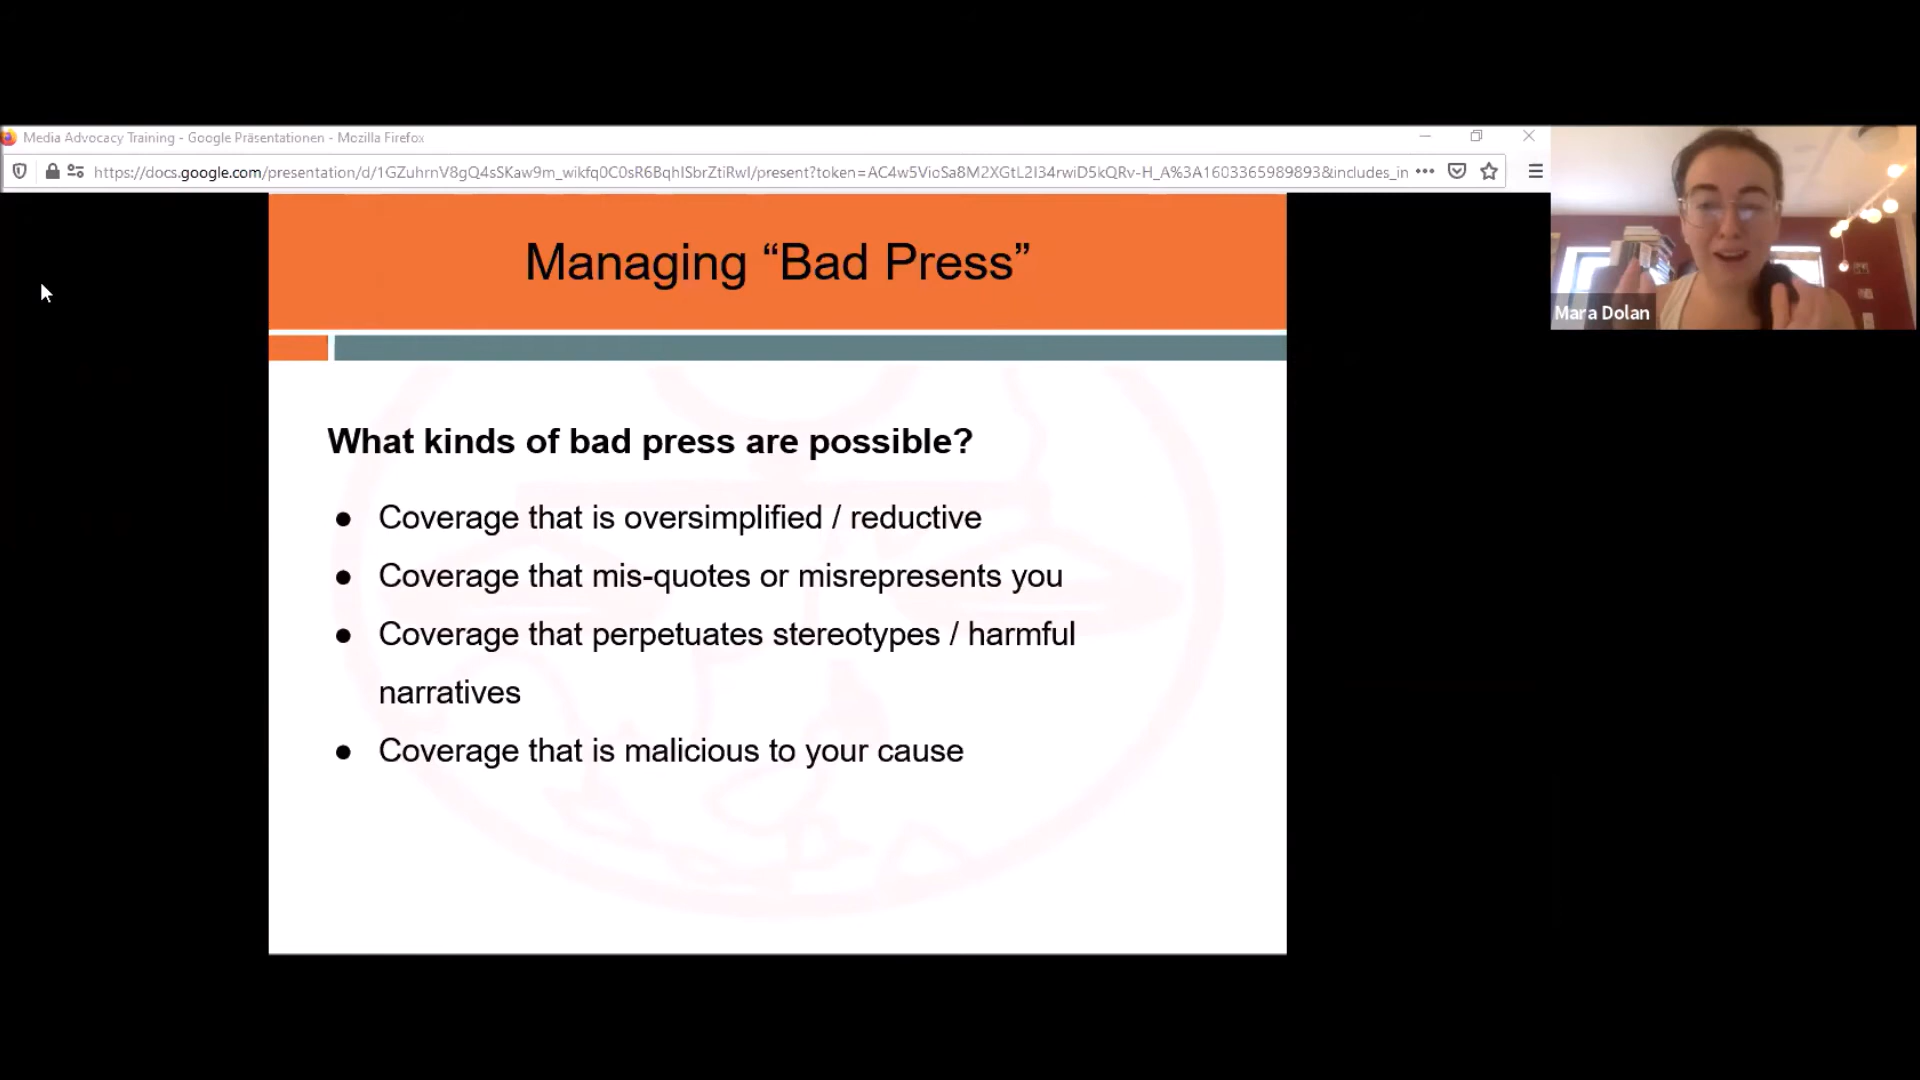 Media Advocacy Training - Google Präsentationen - Mozilla Firefox
https://docs.google.com/presentation/d/1GZuhrnV8gQ4sSKaw9m_wikfq0C0sR6BqhISbrZtiRwI/present?token=AC4w5VioSa8M2XGtL2I34rwiD5kQRv-H_A%3A1603365989893&includes_in
Managing “Bad Press”
Mara Dolan
What kinds of bad press are possible?
● Coverage that is oversimplified / reductive
● Coverage that mis-quotes or misrepresents you
● Coverage that perpetuates stereotypes / harmful
narratives
● Coverage that is malicious to your cause